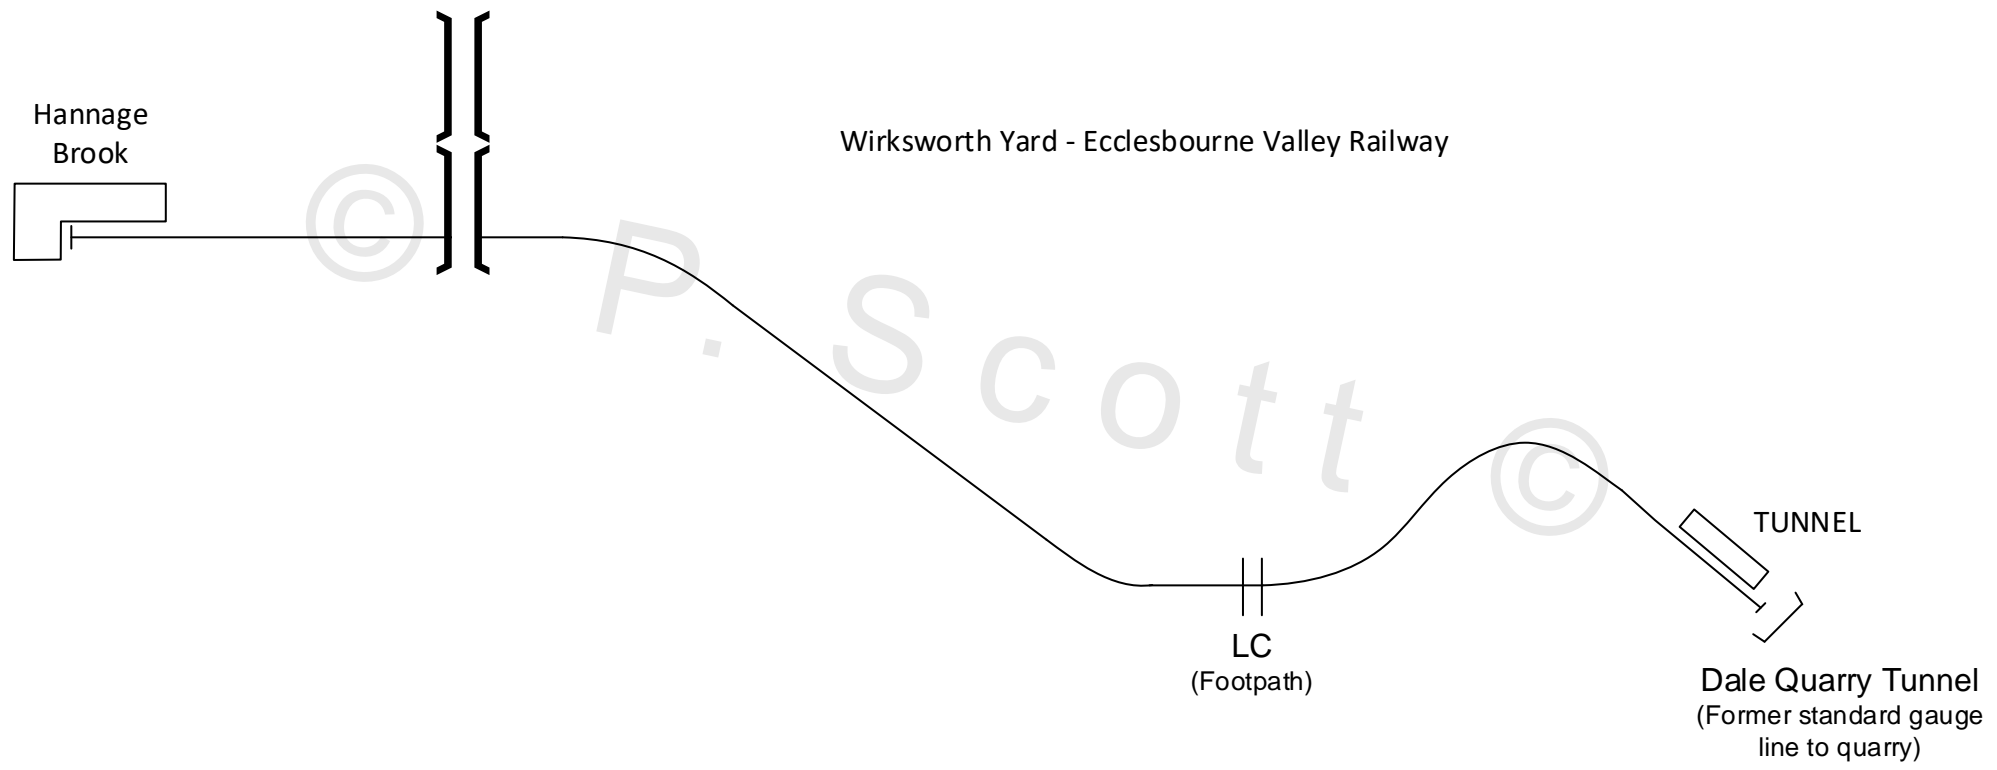 Hannage
Brook
Wirksworth Yard - Ecclesbourne Valley Railway
© P. Scott ©
TUNNEL
LC
(Footpath)
Dale Quarry Tunnel
(Former standard gauge
line to quarry)